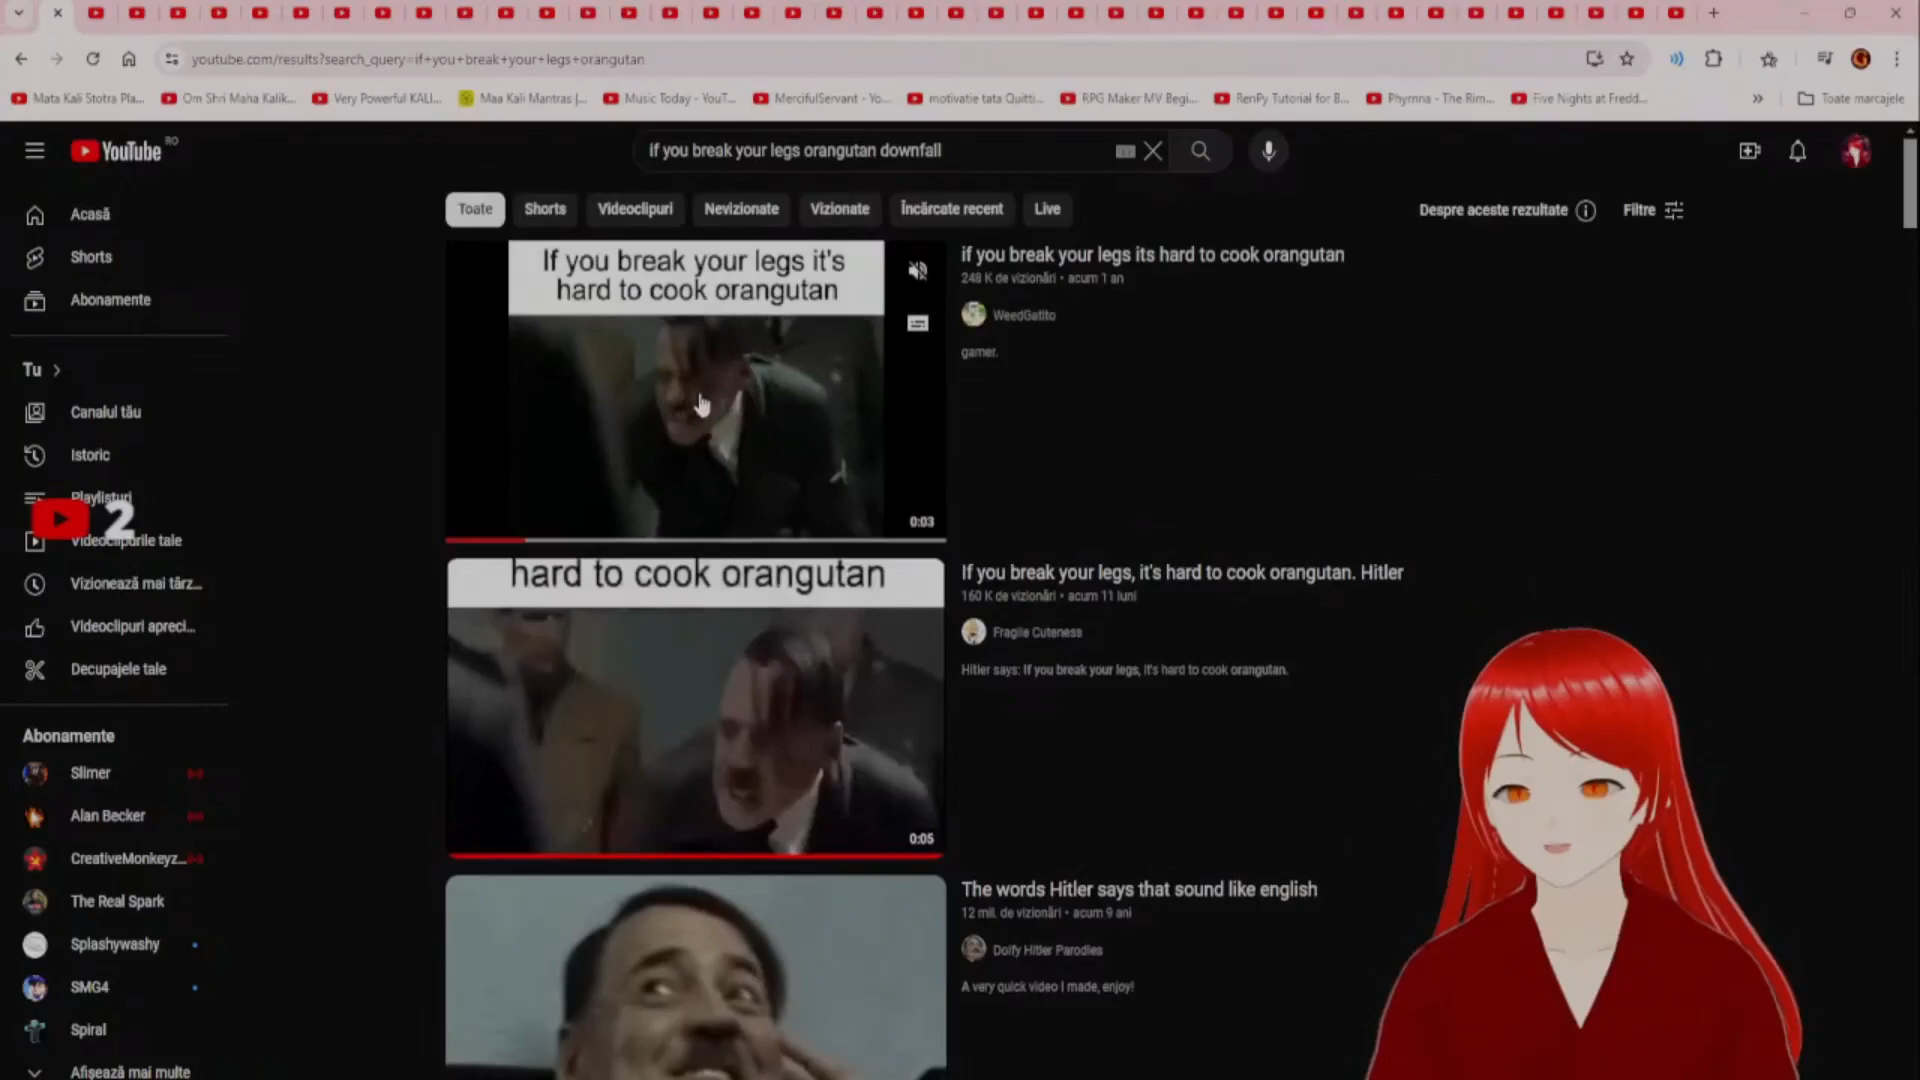 youtube.com/results?search_query=if+you+break+your+legs+orangutan
Mata Kali Stotra Pla...
Om Shri Maha Kalik...
Very Powerful KALI...
Maa Kali Mantras |...
Music Today - YouT...
MercifulServant - Yo...
motivatie tata Quitti...
RPG Maker MV Begi...
RenPy Tutorial for B...
Phyrnna - The Rim...
Five Nights at Fredd...
Toate marcajele
YouTube RO
if you break your legs orangutan downfall
Acasă
Shorts
Abonamente
Tu
Canalul tău
Istoric
Playlisturi
2
Videoclipurile tale
Vizionează mai târz...
Videoclipuri apreci...
Decupajele tale
Abonamente
Slimer
Alan Becker
CreativeMonkeyz...
The Real Spark
Splashywashy
SMG4
Spiral
Afișează mai multe
Toate
Shorts
Videoclipuri
Nevizionate
Vizionate
Încărcate recent
Live
Despre aceste rezultate
Filtre
If you break your legs it's
hard to cook orangutan
0:03
if you break your legs its hard to cook orangutan
248 K de vizionări • acum 1 an
WeedGatito
gamer.
hard to cook orangutan
0:05
If you break your legs, it's hard to cook orangutan. Hitler
160 K de vizionări • acum 11 luni
Fragile Cuteness
Hitler says: If you break your legs, it's hard to cook orangutan.
The words Hitler says that sound like english
12 mil. de vizionări • acum 9 ani
Dolfy Hitler Parodies
A very quick video I made, enjoy!